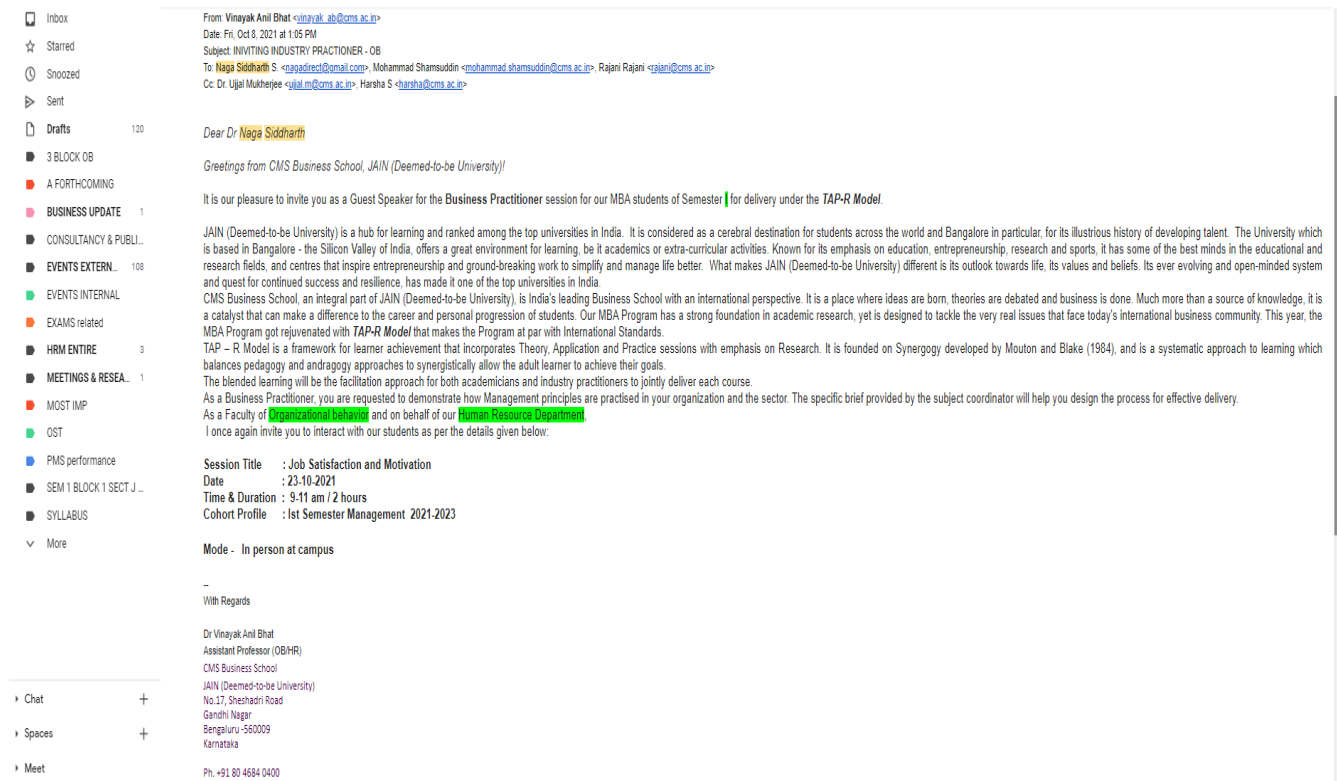 Inbox
Starred
Snoozed
Sent
Drafts 120
3 BLOCK OB
A FORTHCOMING
BUSINESS UPDATE 1
CONSULTANCY & PUBLI...
EVENTS EXTERN... 108
EVENTS INTERNAL
EXAMS related
HRM ENTIRE 3
MEETINGS & RESEA... 1
MOST IMP
OST
PMS performance
SEM 1 BLOCK 1 SECT J ...
SYLLABUS
More
Chat
Spaces
Meet
From: Vinayak Anil Bhat <vinayak_ab@cms.ac.in>
Date: Fri, Oct 8, 2021 at 1:05 PM
Subject: INIVITING INDUSTRY PRACTIONER - OB
To: Naga Siddharth S. <nagadirect@gmail.com>, Mohammad Shamsuddin <mohammad.shamsuddin@cms.ac.in>, Rajani Rajani <rajani@cms.ac.in>
Cc: Dr. Ujjal Mukherjee <ujjal.m@cms.ac.in>, Harsha S <harsha@cms.ac.in>
Dear Dr Naga Siddharth
Greetings from CMS Business School, JAIN (Deemed-to-be University)!
It is our pleasure to invite you as a Guest Speaker for the Business Practitioner session for our MBA students of Semester I for delivery under the TAP-R Model.
JAIN (Deemed-to-be University) is a hub for learning and ranked among the top universities in India. It is considered as a cerebral destination for students across the world and Bangalore in particular, for its illustrious history of developing talent. The University which
is based in Bangalore - the Silicon Valley of India, offers a great environment for learning, be it academics or extra-curricular activities. Known for its emphasis on education, entrepreneurship, research and sports, it has some of the best minds in the educational and
research fields, and centres that inspire entrepreneurship and ground-breaking work to simplify and manage life better. What makes JAIN (Deemed-to-be University) different is its outlook towards life, its values and beliefs. Its ever evolving and open-minded system
and quest for continued success and resilience, has made it one of the top universities in India.
CMS Business School, an integral part of JAIN (Deemed-to-be University), is India's leading Business School with an international perspective. It is a place where ideas are born, theories are debated and business is done. Much more than a source of knowledge, it is
a catalyst that can make a difference to the career and personal progression of students. Our MBA Program has a strong foundation in academic research, yet is designed to tackle the very real issues that face today's international business community. This year, the
MBA Program got rejuvenated with TAP-R Model that makes the Program at par with International Standards.
TAP – R Model is a framework for learner achievement that incorporates Theory, Application and Practice sessions with emphasis on Research. It is founded on Synergogy developed by Mouton and Blake (1984), and is a systematic approach to learning which
balances pedagogy and andragogy approaches to synergistically allow the adult learner to achieve their goals.
The blended learning will be the facilitation approach for both academicians and industry practitioners to jointly deliver each course.
As a Business Practitioner, you are requested to demonstrate how Management principles are practised in your organization and the sector. The specific brief provided by the subject coordinator will help you design the process for effective delivery.
As a Faculty of Organizational behavior and on behalf of our Human Resource Department,
I once again invite you to interact with our students as per the details given below:
Session Title : Job Satisfaction and Motivation
Date : 23-10-2021
Time & Duration : 9-11 am / 2 hours
Cohort Profile : Ist Semester Management 2021-2023
Mode - In person at campus
--
With Regards
Dr Vinayak Anil Bhat
Assistant Professor (OB/HR)
CMS Business School
JAIN (Deemed-to-be University)
No.17, Sheshadri Road
Gandhi Nagar
Bengaluru -560009
Karnataka
Ph. +91 80 4684 0400